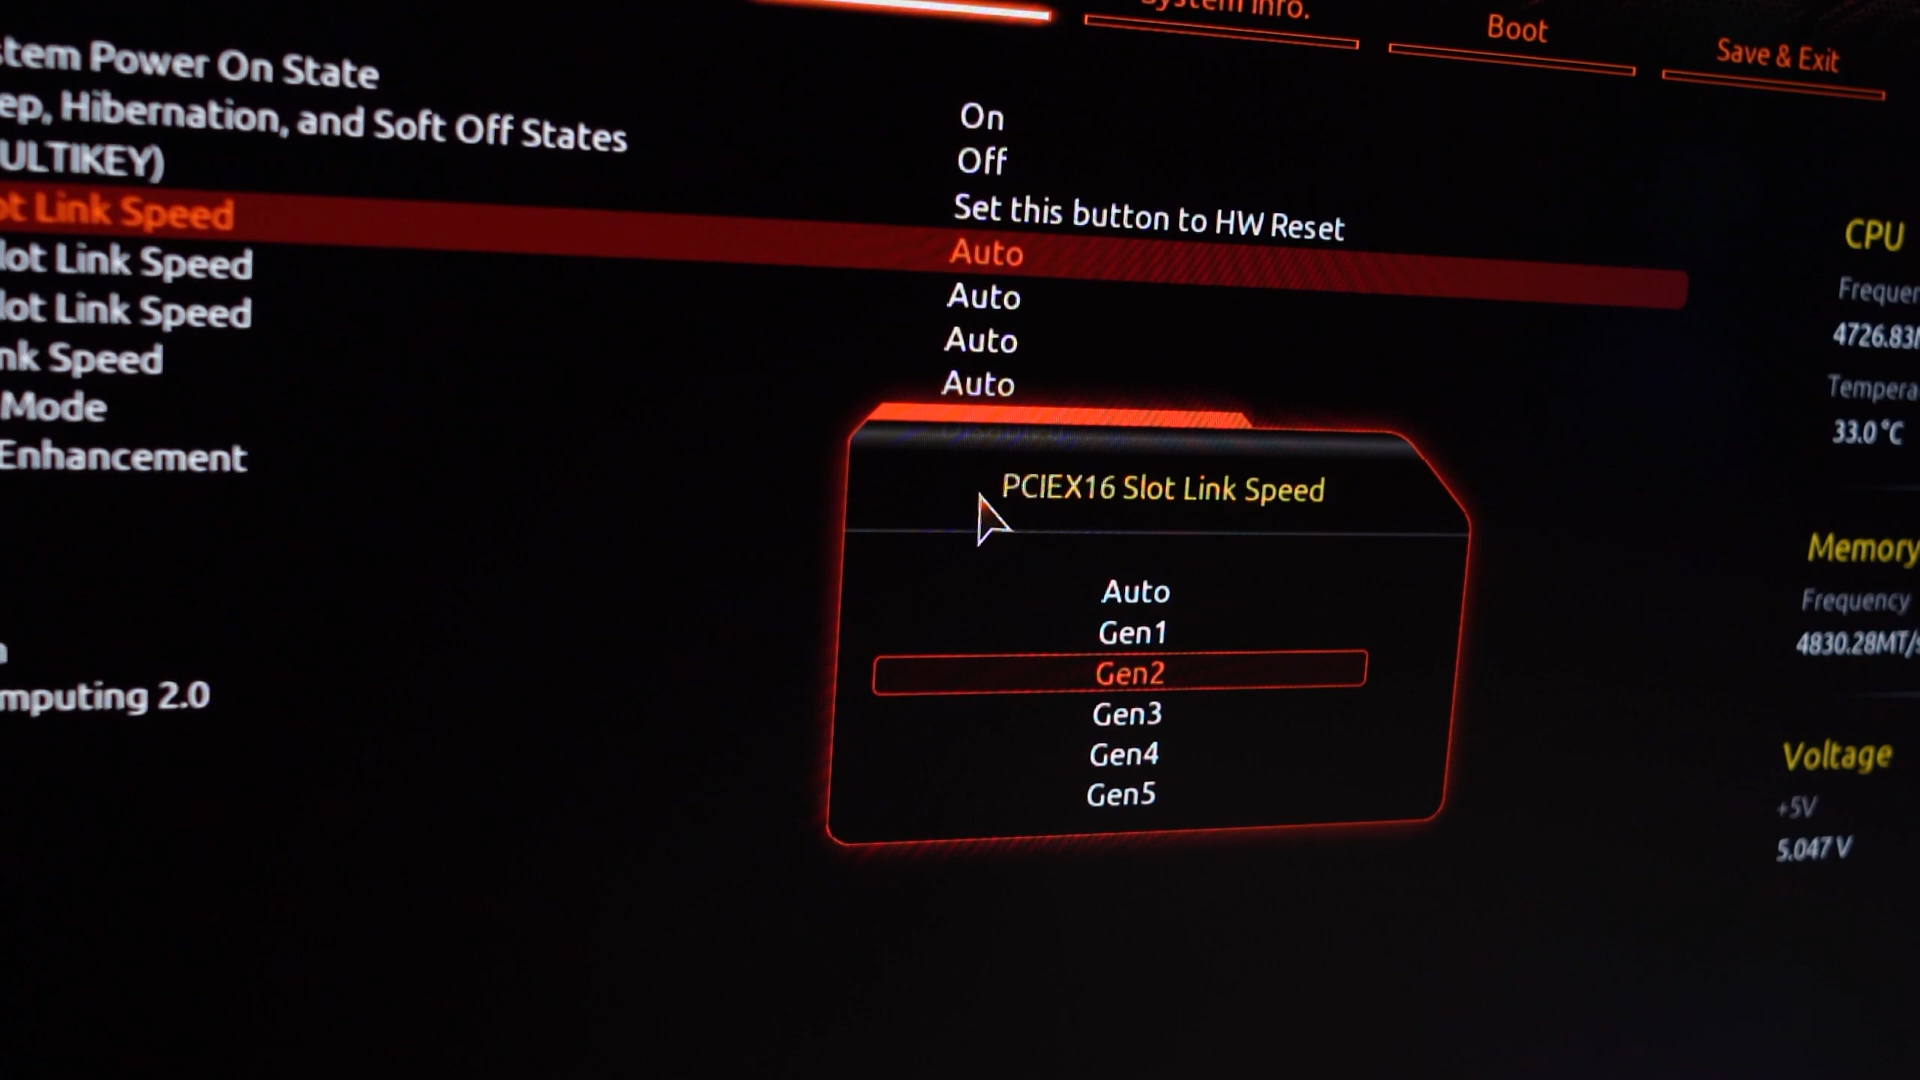 System Info.
Boot
Save & Exit
tem Power On State
On
ep, Hibernation, and Soft Off States
Off
ULTIKEY)
Set this button to HW Reset
ot Link Speed
Auto
lot Link Speed
Auto
lot Link Speed
Auto
nk Speed
Auto
Mode
Enhancement
mputing 2.0
PCIEX16 Slot Link Speed
Auto
Gen1
Gen2
Gen3
Gen4
Gen5
CPU
Frequen
4726.83M
Tempera
33.0 °C
Memory
Frequency
4830.28MT/s
Voltage
+5V
5.047 V